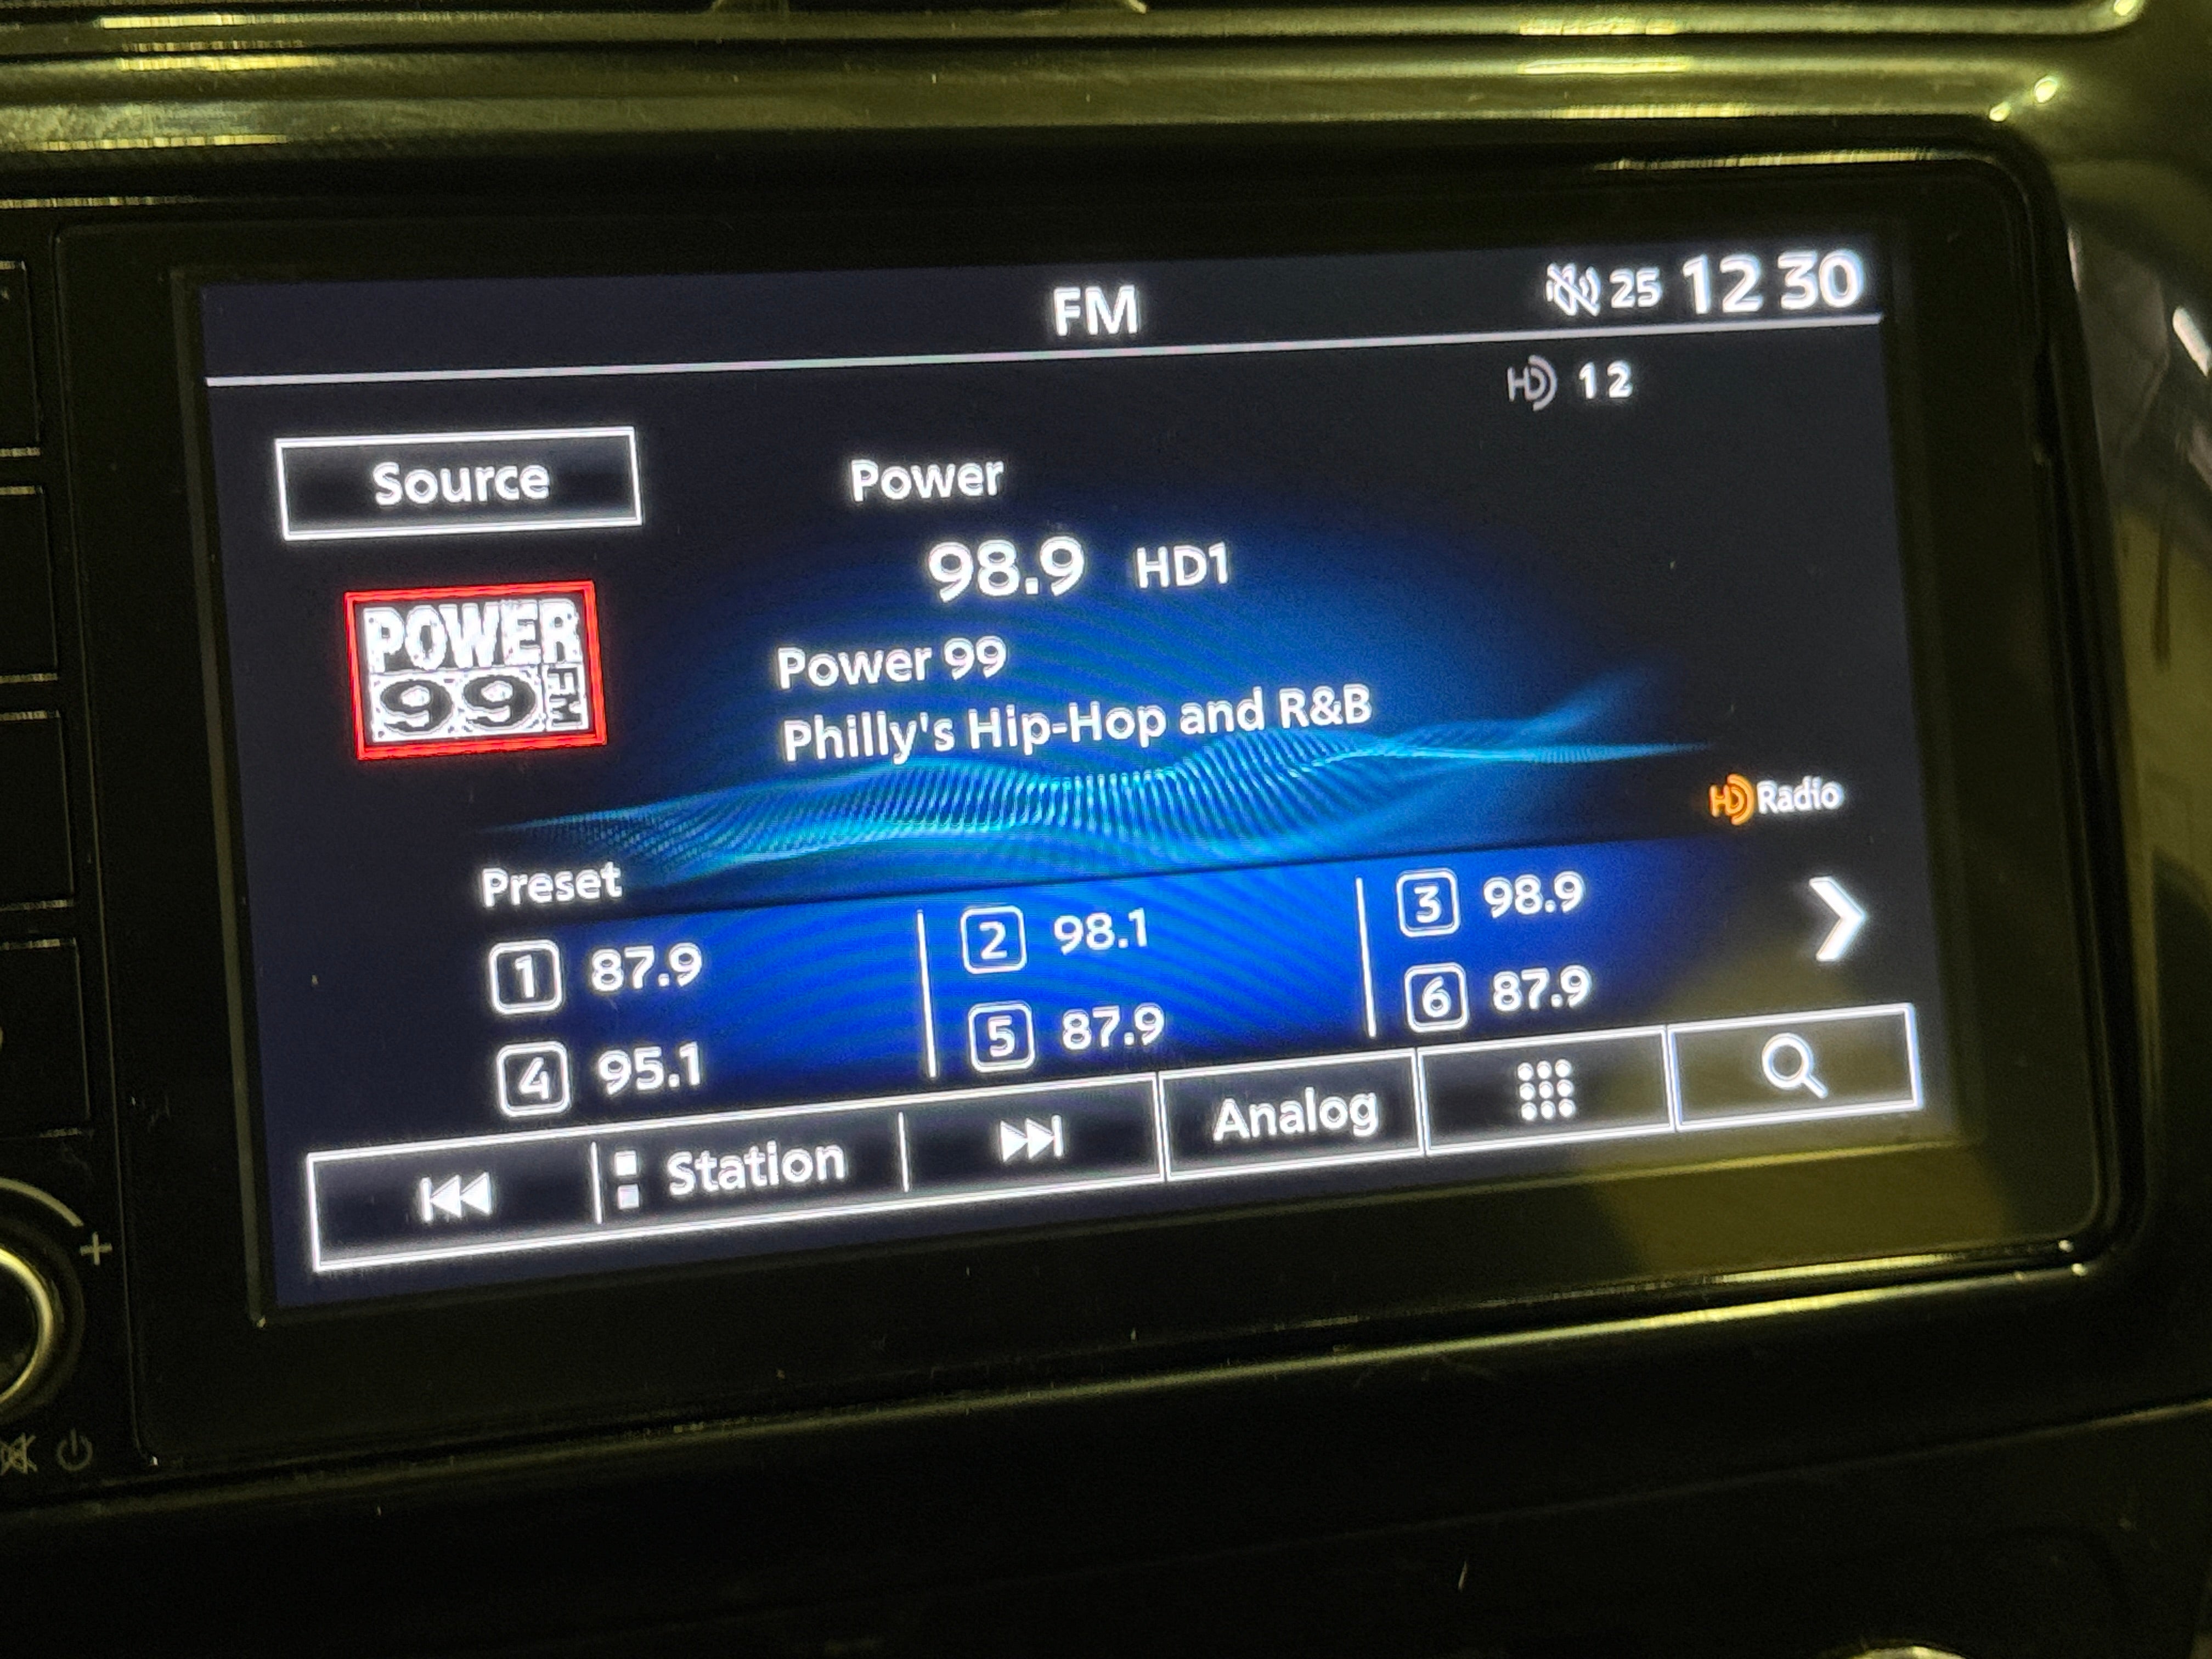 FM
25 12 30
HD 1 2
Source
Power
98.9 HD1
POWER
99 FM
Power 99
Philly's Hip-Hop and R&B
HD Radio
Preset
1 87.9 2 98.1 3 98.9
4 95.1 5 87.9 6 87.9
Station Analog
+